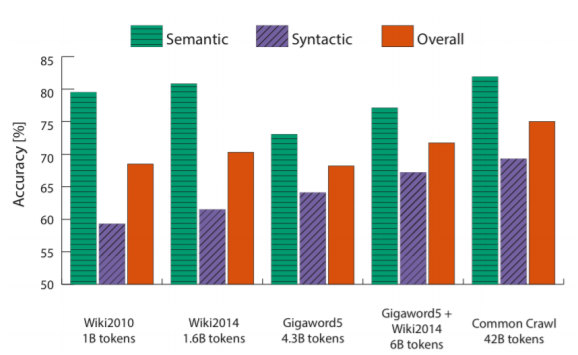 Semantic Syntactic Overall
Accuracy [%]
85
80
75
70
65
60
55
50
Wiki2010
1B tokens
Wiki2014
1.6B tokens
Gigaword5
4.3B tokens
Gigaword5 +
Wiki2014
6B tokens
Common Crawl
42B tokens